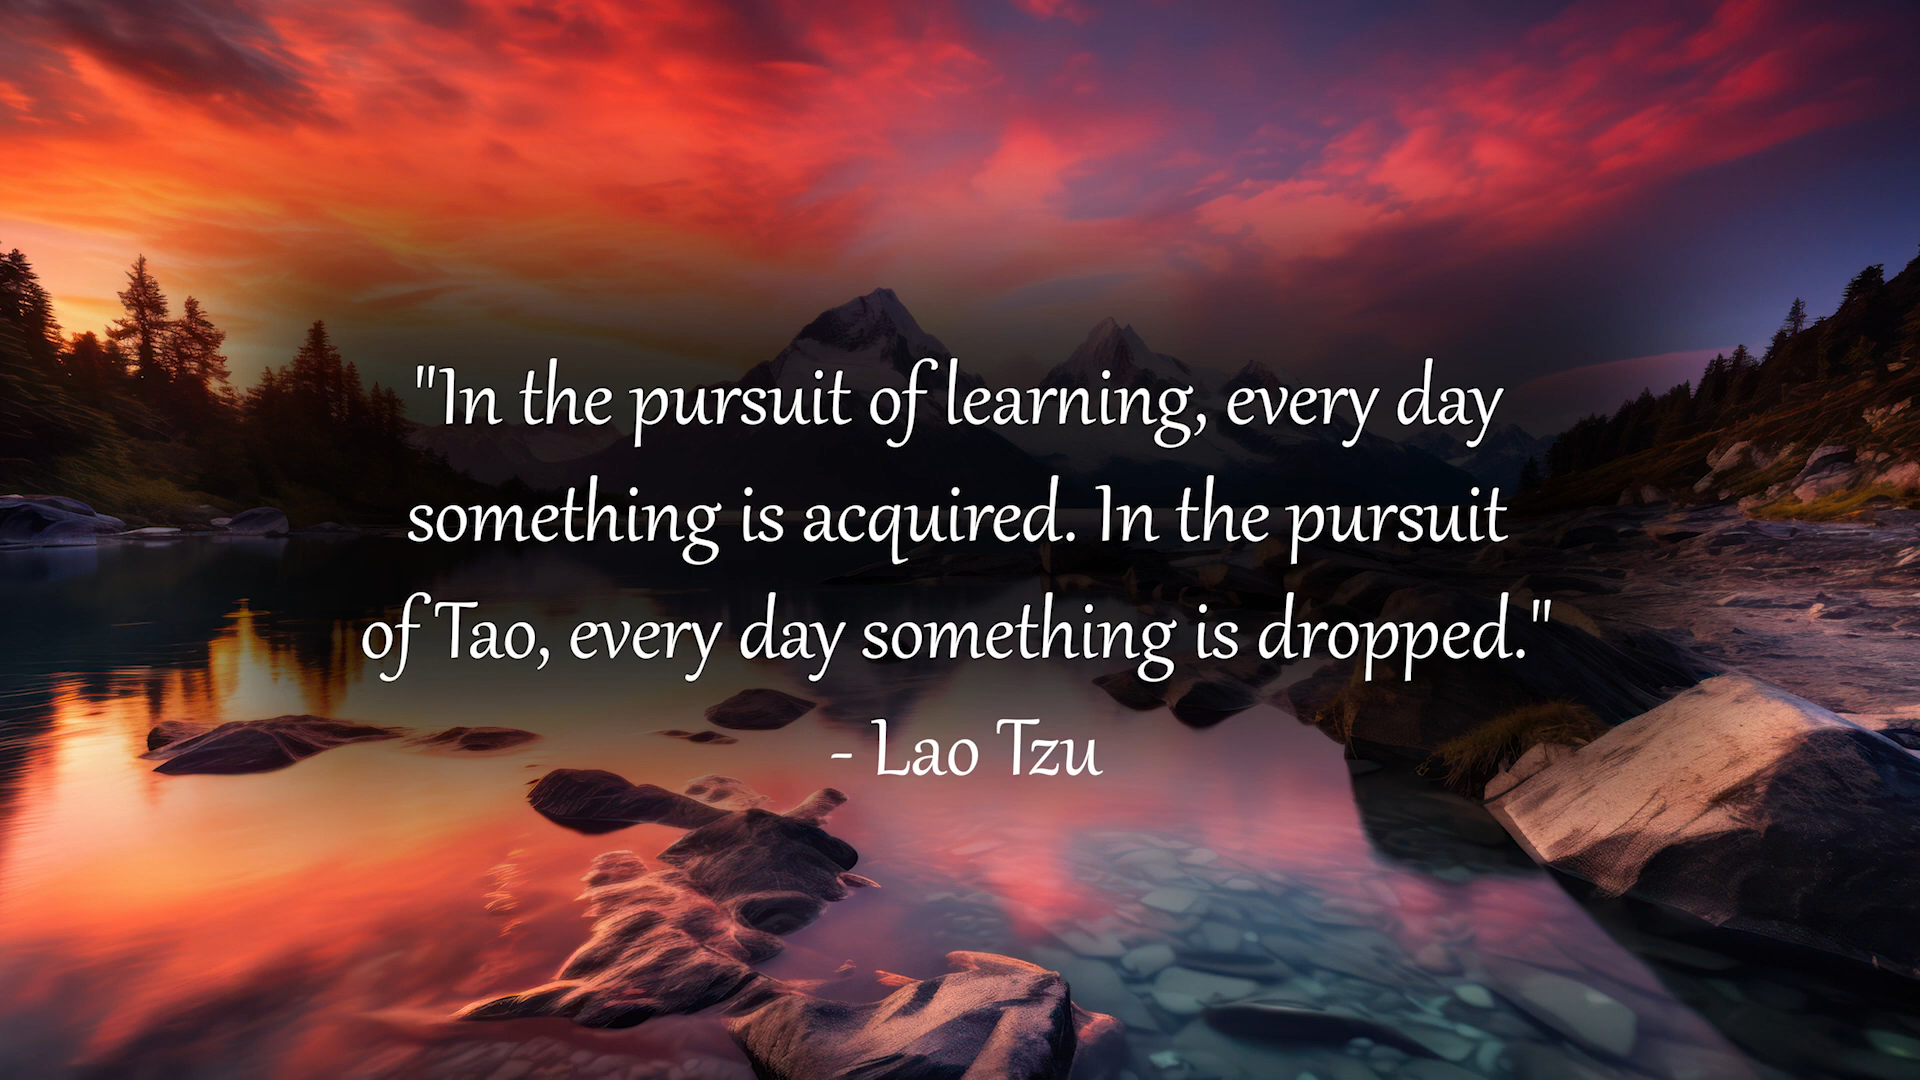 "In the pursuit of learning, every day
something is acquired. In the pursuit
of Tao, every day something is dropped."
- Lao Tzu